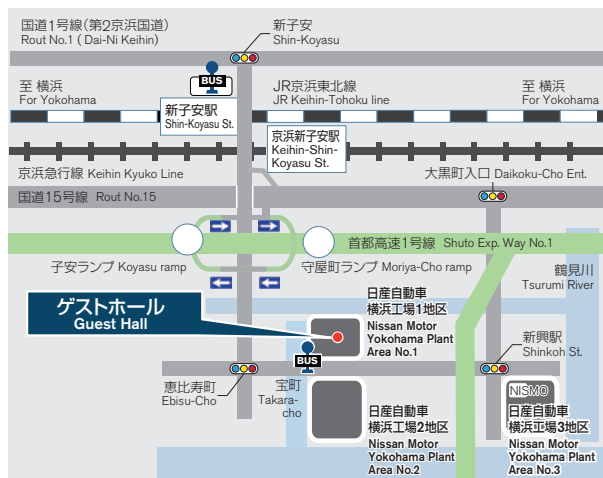 国道1号線(第2京浜国道)
Rout No.1 ( Dai-Ni Keihin)
新子安
Shin-Koyasu
BUS
至 横浜
For Yokohama
JR京浜東北線
JR Keihin-Tohoku line
至 横浜
For Yokohama
新子安駅
Shin-Koyasu St.
京浜新子安駅
Keihin-Shin-
Koyasu St.
京浜急行線 Keihin Kyuko Line
大黒町入口 Daikoku-Cho Ent.
国道15号線 Rout No.15
首都高速1号線 Shuto Exp. Way No.1
子安ランプ Koyasu ramp
守屋町ランプ Moriya-Cho ramp
鶴見川
Tsurumi River
ゲストホール
Guest Hall
日産自動車
横浜工場1地区
Nissan Motor
Yokohama Plant
Area No.1
新興駅
Shinkoh St.
BUS
恵比寿町
Ebisu-Cho
宝町
Takara-
cho
日産自動車
横浜工場2地区
Nissan Motor
Yokohama Plant
Area No.2
NISMO
日産自動車
横浜工場3地区
Nissan Motor
Yokohama Plant
Area No.3